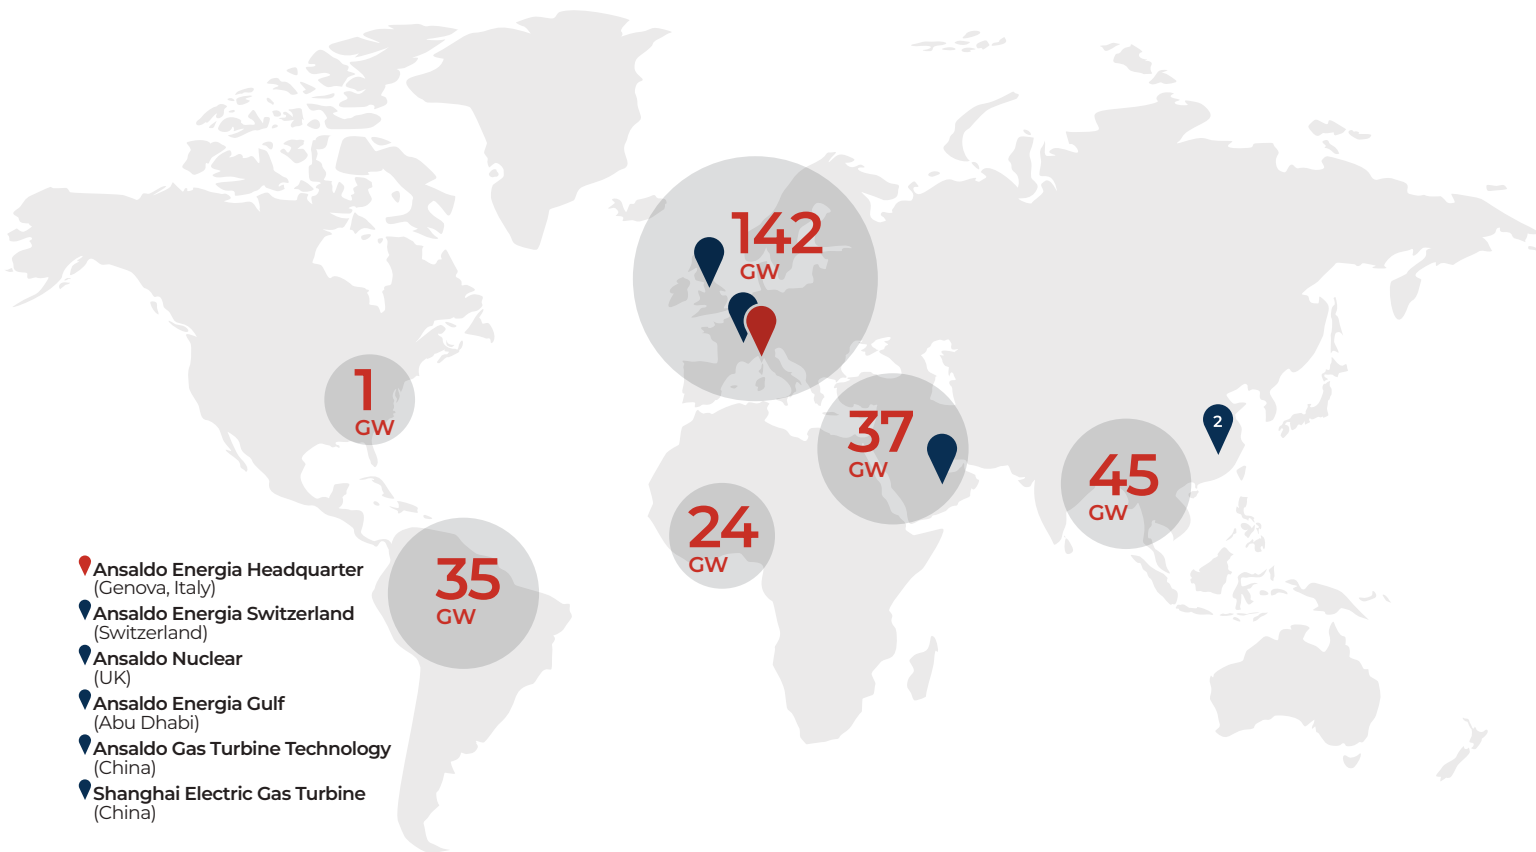 142
GW
1
GW
37
GW
2
45
GW
24
GW
35
GW
Ansaldo Energia Headquarter
(Genova, Italy)
Ansaldo Energia Switzerland
(Switzerland)
Ansaldo Nuclear
(UK)
Ansaldo Energia Gulf
(Abu Dhabi)
Ansaldo Gas Turbine Technology
(China)
Shanghai Electric Gas Turbine
(China)